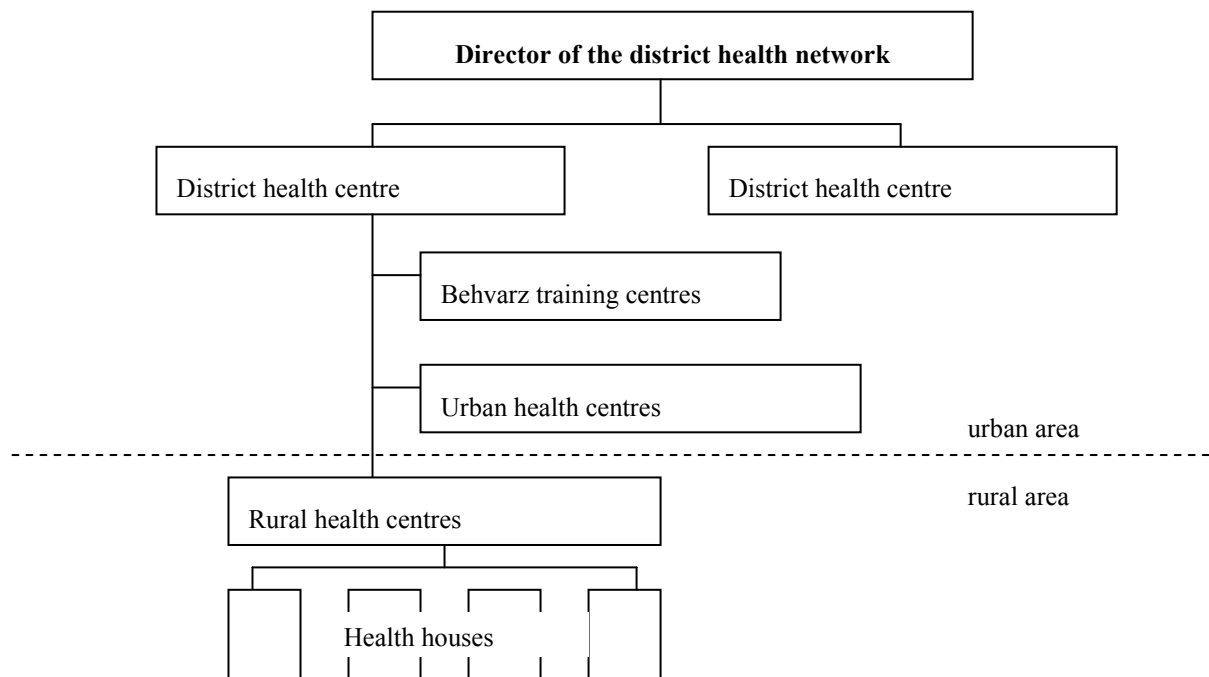 Director of the district health network
District health centre
District health centre
Behvarz training centres
Urban health centres
urban area
rural area
Rural health centres
Health houses